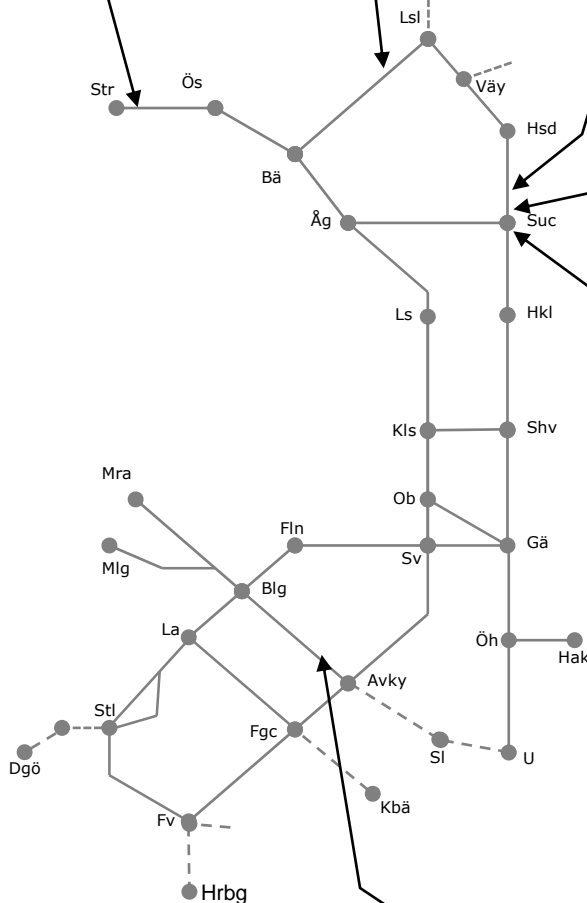 Lsl
Väy
Str
Ös
Hsd
Bä
Åg
Suc
Ls
Hkl
Kls
Shv
Mra
Ob
Fln
Gä
Mlg
Sv
Blg
La
Öh
Hak
Avky
Stl
Fgc
Sl
U
Dgö
Kbä
Fv
Hrbg